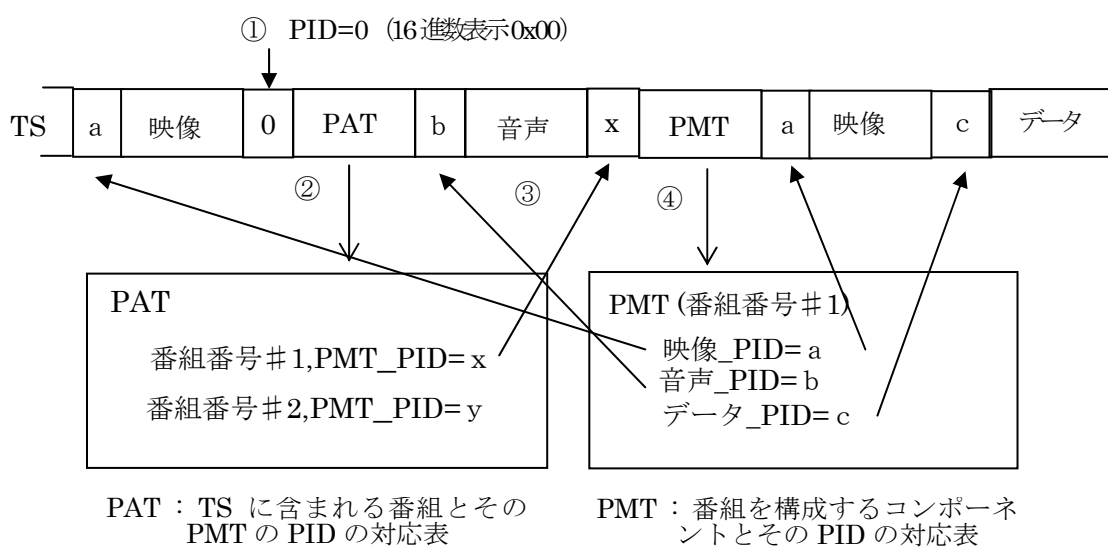 ① PID=0 (16進数表示0x00)
TS a 映像 0 PAT b 音声 x PMT a 映像 c データ
② ③ ④
PAT
番組番号＃1,PMT_PID=x
番組番号＃2,PMT_PID=y
PMT(番組番号＃1)
映像_PID=a
音声_PID=b
データ_PID=c
PAT：TS に含まれる番組とその
PMT の PID の対応表
PMT：番組を構成するコンポーネ
ントとその PID の対応表